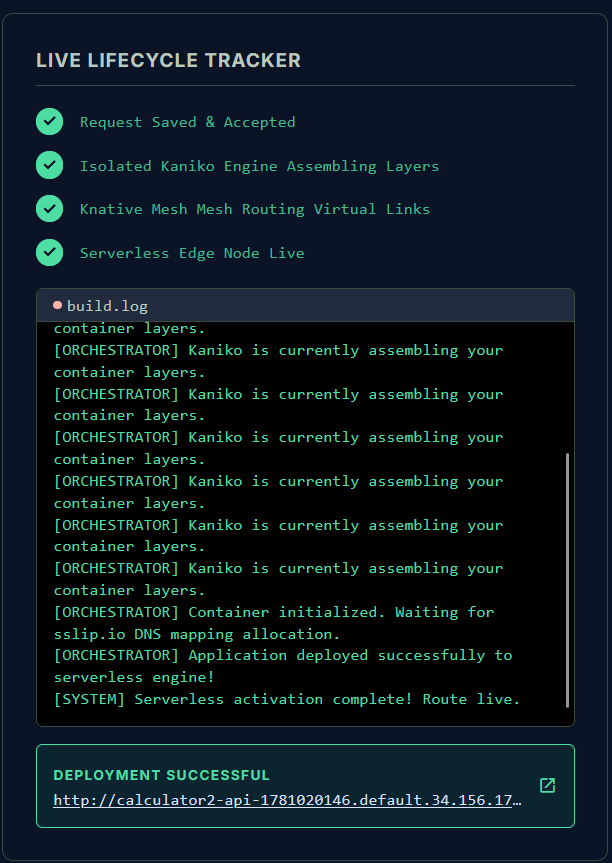 LIVE LIFECYCLE TRACKER
Request Saved & Accepted
Isolated Kaniko Engine Assembling Layers
Knative Mesh Mesh Routing Virtual Links
Serverless Edge Node Live
build.log
container layers.
[ORCHESTRATOR] Kaniko is currently assembling your
container layers.
[ORCHESTRATOR] Kaniko is currently assembling your
container layers.
[ORCHESTRATOR] Kaniko is currently assembling your
container layers.
[ORCHESTRATOR] Kaniko is currently assembling your
container layers.
[ORCHESTRATOR] Kaniko is currently assembling your
container layers.
[ORCHESTRATOR] Kaniko is currently assembling your
container layers.
[ORCHESTRATOR] Container initialized. Waiting for
sslip.io DNS mapping allocation.
[ORCHESTRATOR] Application deployed successfully to
serverless engine!
[SYSTEM] Serverless activation complete! Route live.
DEPLOYMENT SUCCESSFUL
http://calculator2-api-1781020146.default.34.156.17…